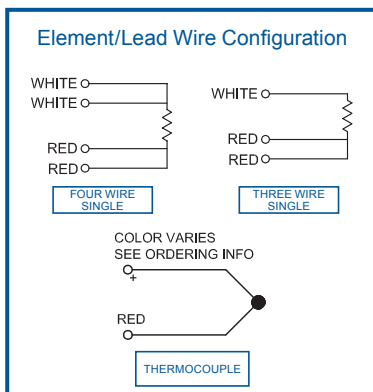 Element/Lead Wire Configuration
WHITE
WHITE
RED
RED
FOUR WIRE
SINGLE
WHITE
RED
RED
THREE WIRE
SINGLE
COLOR VARIES
SEE ORDERING INFO
+
RED
THERMOCOUPLE